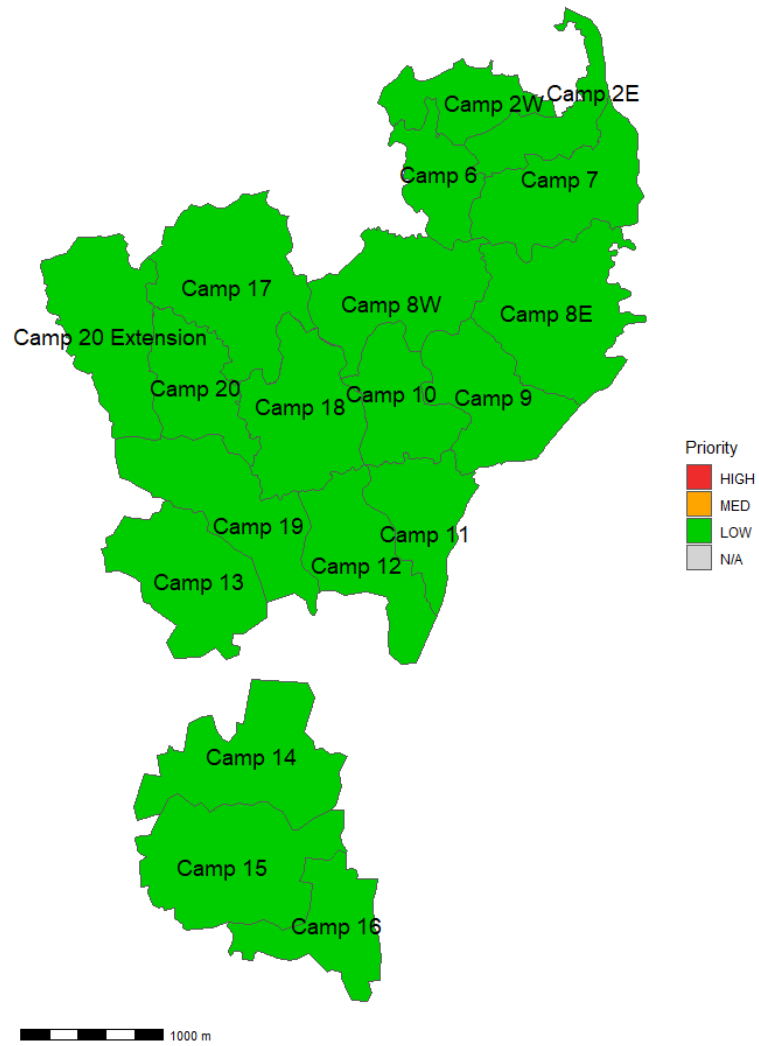 Camp 2E
Camp 2W
Camp 6
Camp 7
Camp 17
Camp 8W
Camp 8E
Camp 20 Extension
Camp 20
Camp 18
Camp 10
Camp 9
Camp 19
Camp 11
Camp 12
Camp 13
Camp 14
Camp 15
Camp 16
Priority
HIGH
MED
LOW
N/A
1000 m